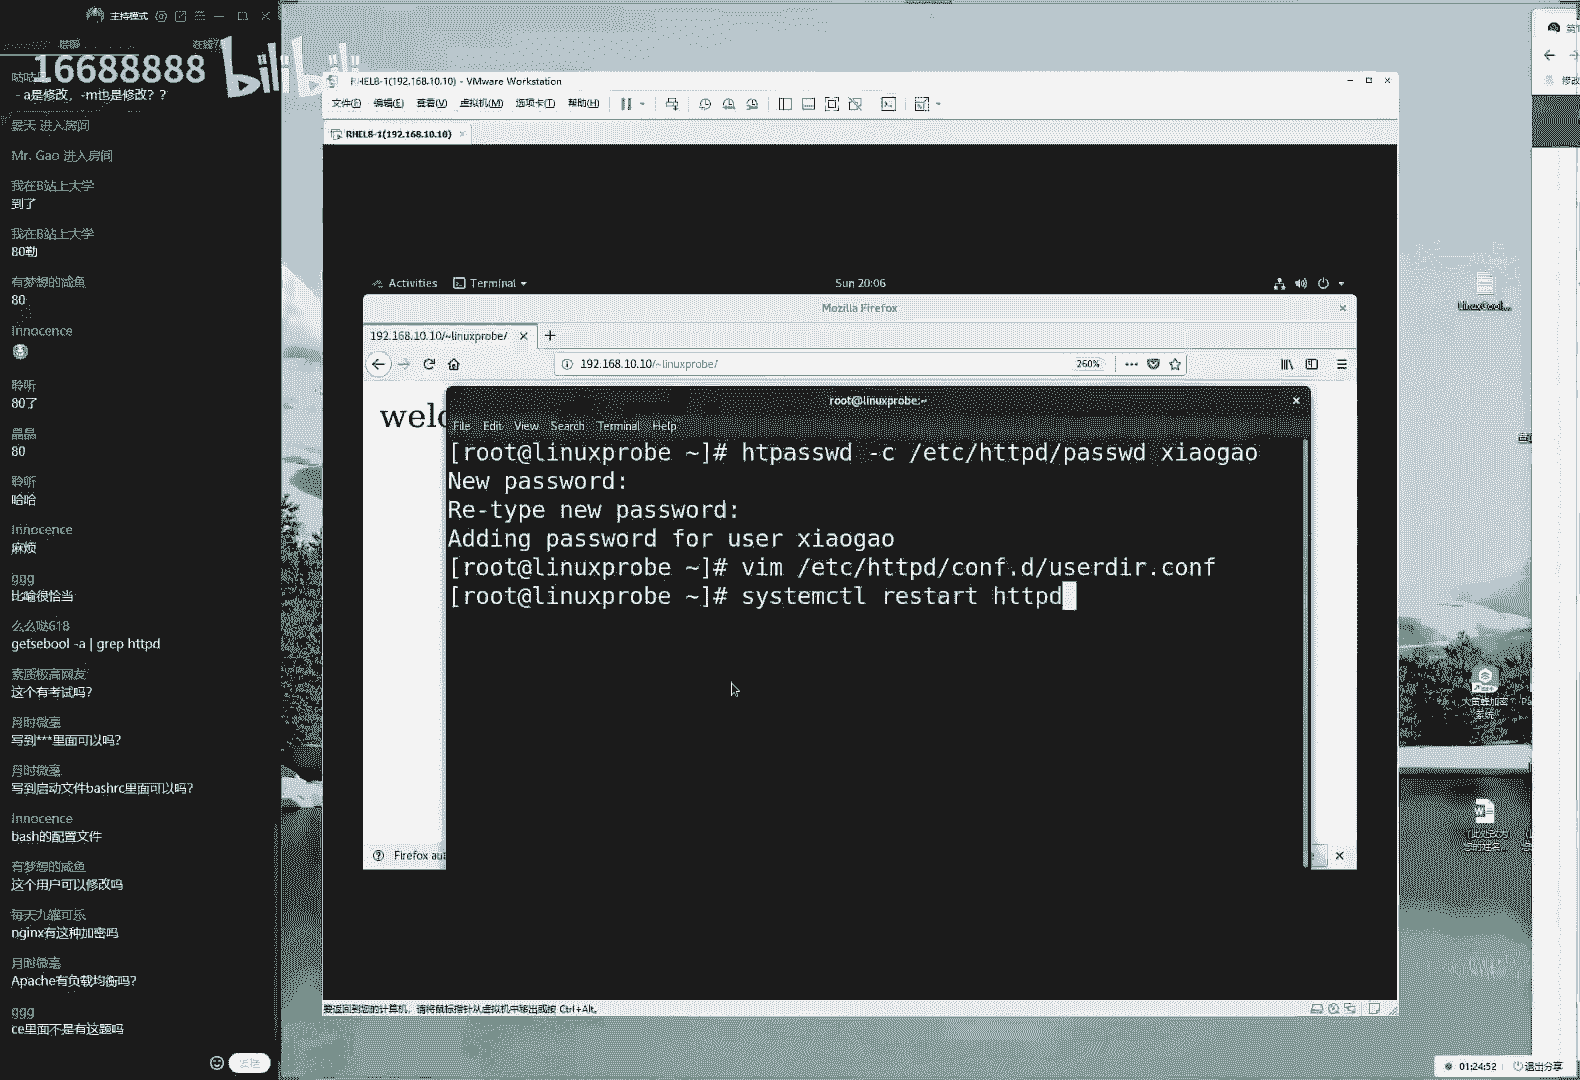 主持模式
16688888
bilibili
- a是修改，-m也是修改？？
昊天 进入房间
Mr. Gao 进入房间
我在B站上大学
到了
我在B站上大学
80勒
有梦想的咸鱼
80
Innocence
聆听
80了
晶晶
80
聆听
哈哈
Innocence
麻烦
ggg
比喻很恰当
么么哒618
getsebool -a | grep httpd
素质极高网友
这个有考试吗？
月时微毫
写到***里面可以吗？
月时微毫
写到启动文件bashrc里面可以吗？
Innocence
bash的配置文件
有梦想的咸鱼
这个用户可以修改吗
每天九罐可乐
nginx有这种加密吗
月时微毫
Apache有负载均衡吗？
ggg
ce里面不是有这题吗
发送
RHEL8-1(192.168.10.10) - VMware Workstation
文件(F) 编辑(E) 查看(V) 虚拟机(M) 选项卡(T) 帮助(H)
RHEL8-1(192.168.10.10)
Activities Terminal Sun 20:06
Mozilla Firefox
192.168.10.10/~linuxprobe/
192.168.10.10/~linuxprobe/ 260%
welc
root@linuxprobe:~
File Edit View Search Terminal Help
[root@linuxprobe ~]# htpasswd -c /etc/httpd/passwd xiaogao
New password:
Re-type new password:
Adding password for user xiaogao
[root@linuxprobe ~]# vim /etc/httpd/conf.d/userdir.conf
[root@linuxprobe ~]# systemctl restart httpd
Firefox au
要返回到您的计算机，请将鼠标指针从虚拟机中移出或按 Ctrl+Alt。
01:24:52 退出分享